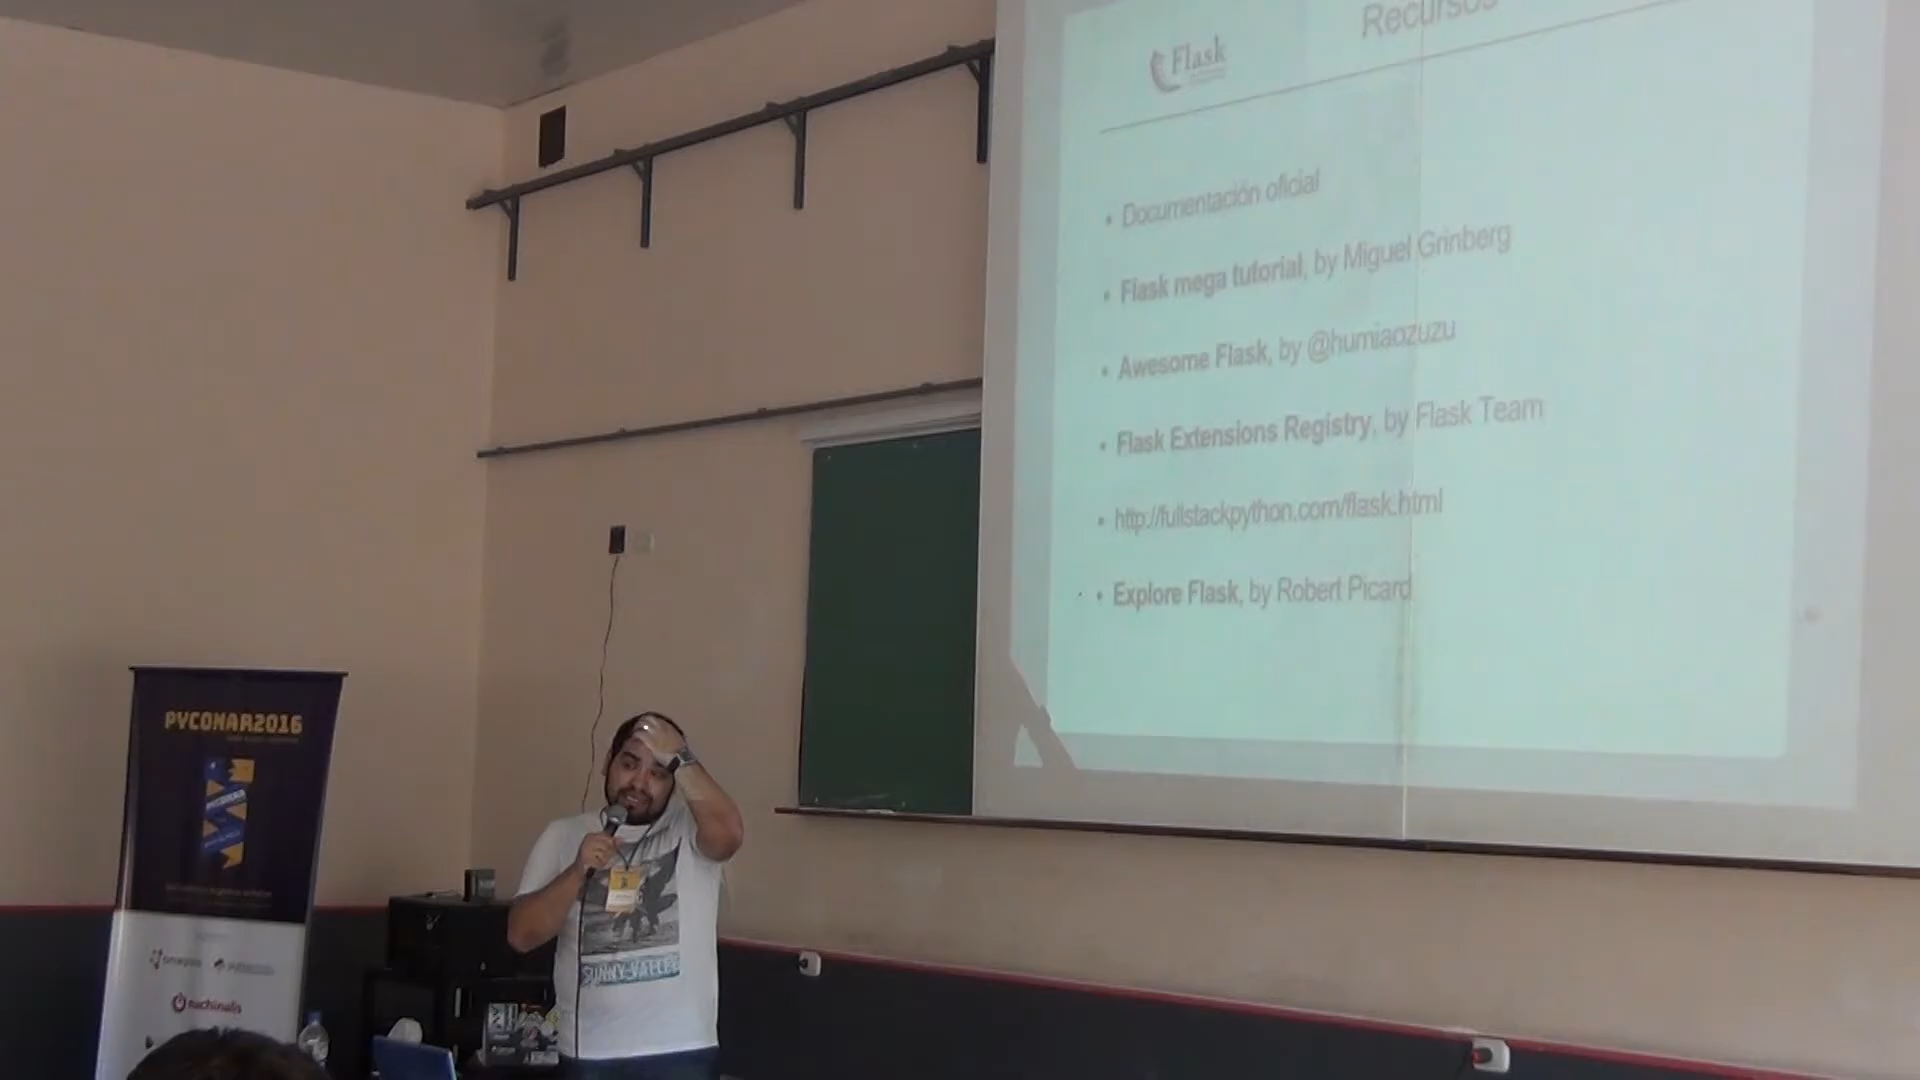 Recursos
Flask
• Documentación oficial
• Flask mega tutorial, by Miguel Grinberg
• Awesome Flask, by @humiaozuzu
• Flask Extensions Registry, by Flask Team
• http://fullstackpython.com/flask.html
• Explore Flask, by Robert Picard
PYCONAR2016
SUNNY VALLEY
machinalis